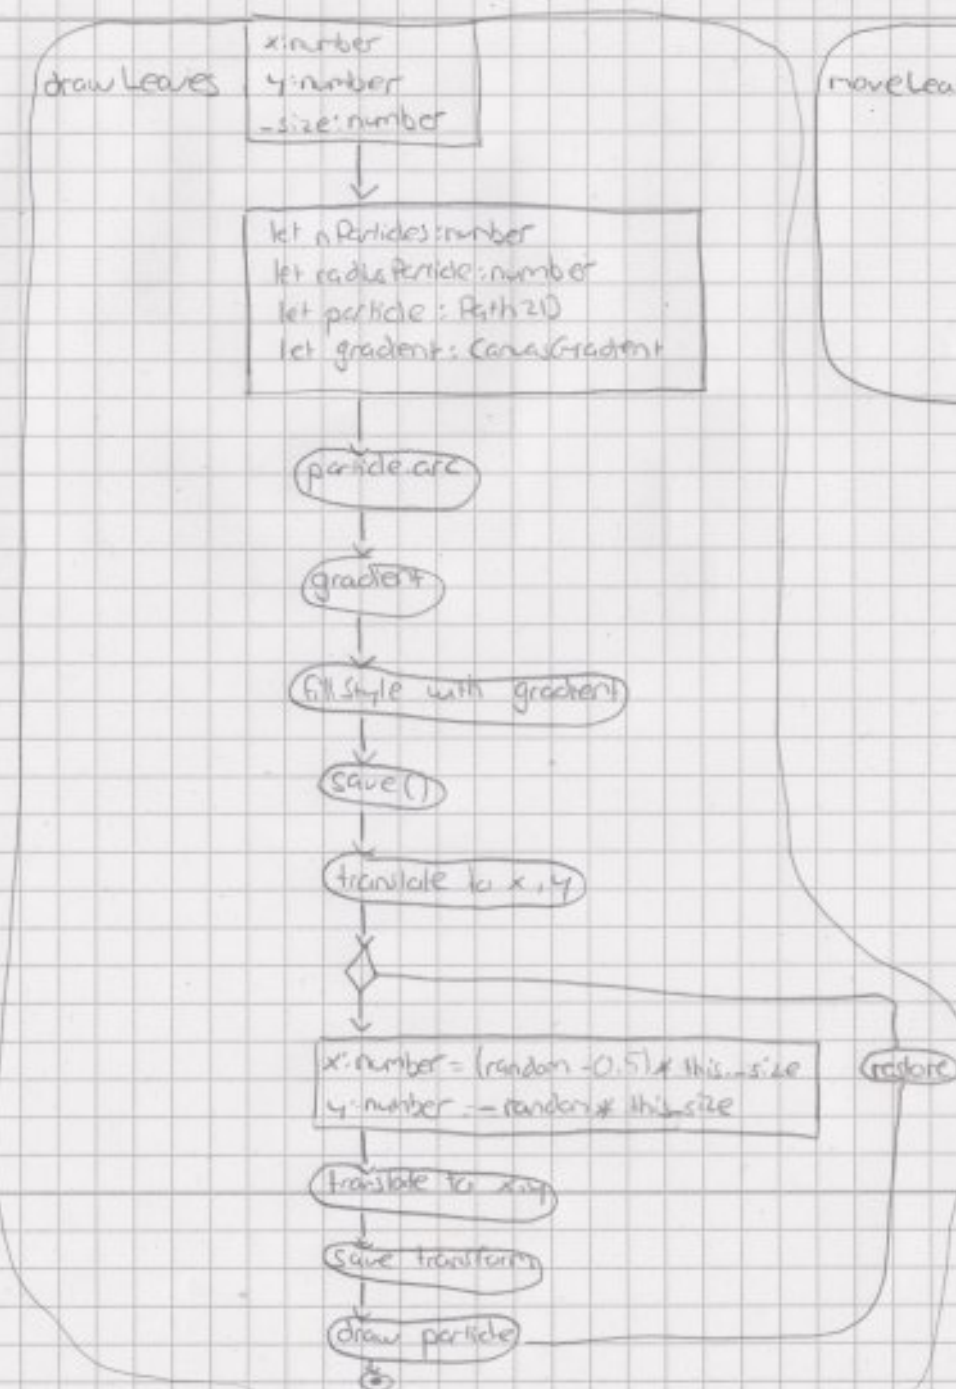 x:number
drawLeaves
y:number
_size:number
moveLea
let nParticles:number
let radiusParticle:number
let particle: Path2D
let gradient: CanvasGradient
particle.arc
gradient
fillStyle with gradient
save()
translate to x,y
x:number = (random -0.5)* this._size
y:number =-random* this._size
restore
translate to x,y
save transform
draw particle